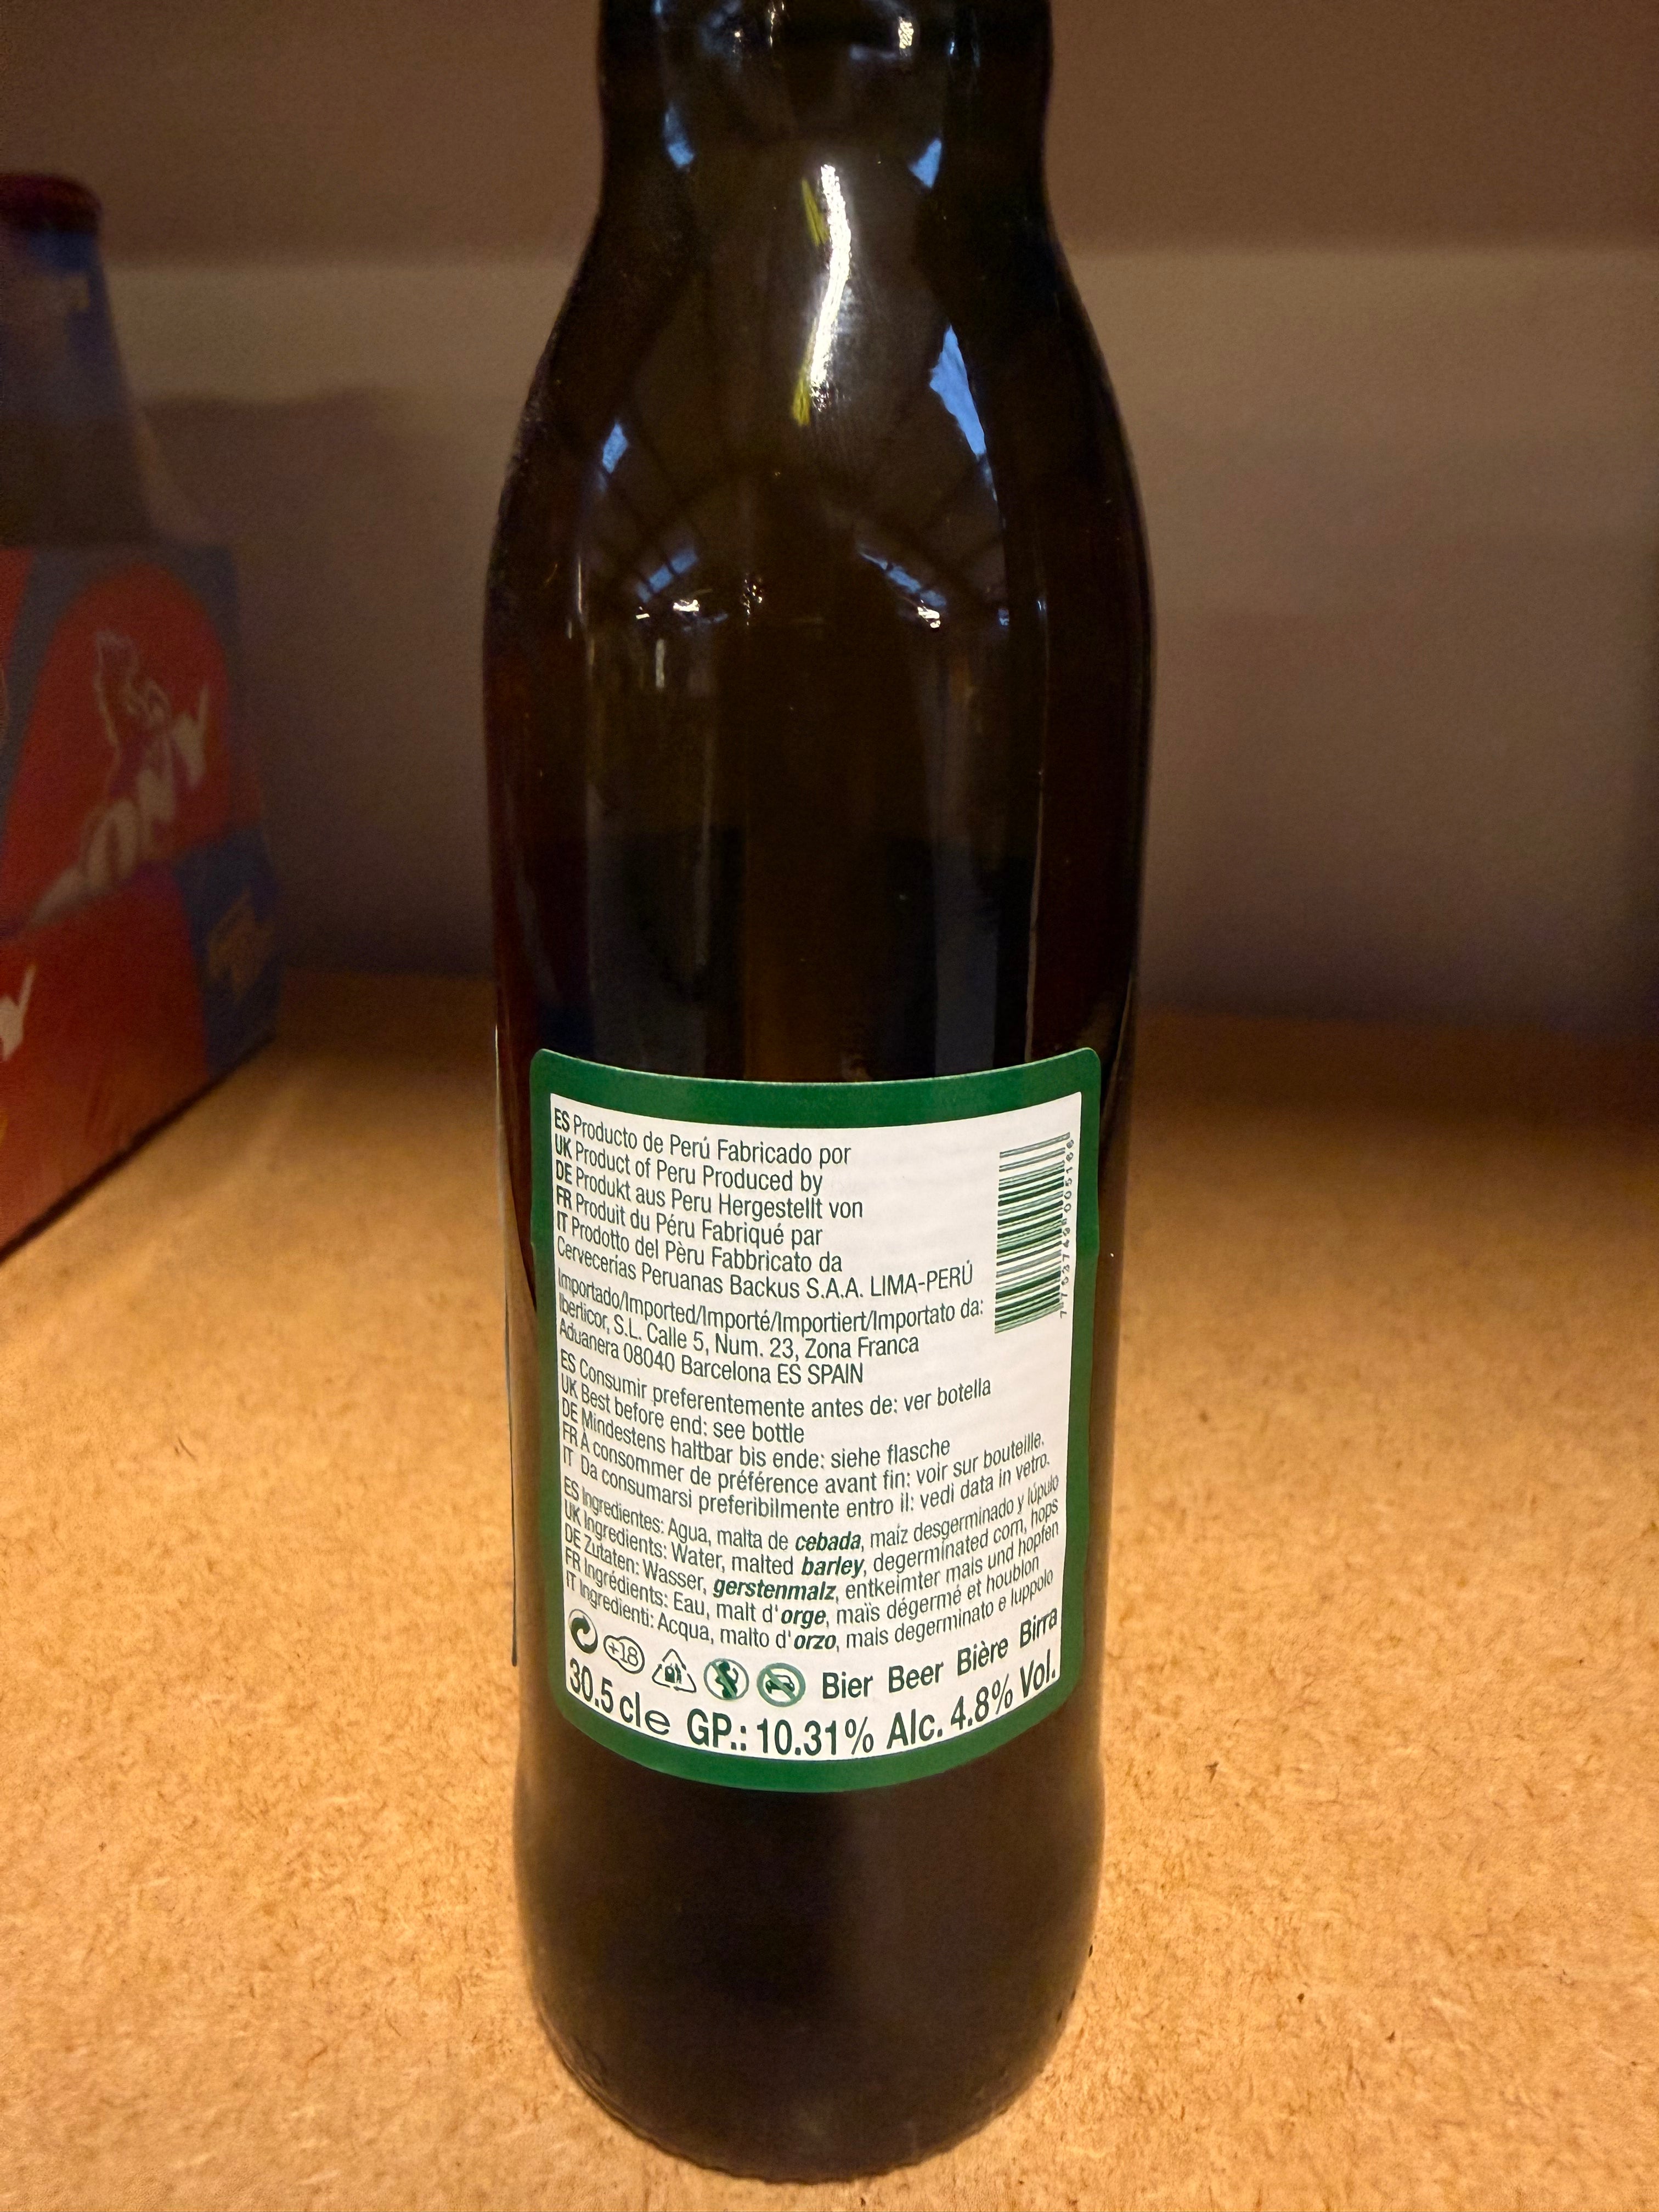 ES Producto de Perú Fabricado por
UK Product of Peru Produced by
DE Produkt aus Peru Hergestellt von
FR Produit du Péru Fabriqué par
IT Prodotto del Pèru Fabbricato da
Cervecerías Peruanas Backus S.A.A. LIMA-PERÚ
Importado/Imported/Importé/Importiert/Importato da:
Iberlicor, S.L. Calle 5, Num. 23, Zona Franca
Aduanera 08040 Barcelona ES SPAIN
ES Consumir preferentemente antes de: ver botella
UK Best before end: see bottle
DE Mindestens haltbar bis ende: siehe flasche
FR À consommer de préférence avant fin: voir sur bouteille.
IT Da consumarsi preferibilmente entro il: vedi data in vetro.
ES Ingredientes: Agua, malta de cebada, maíz desgerminado y lúpulo
UK Ingredients: Water, malted barley, degerminated corn, hops
DE Zutaten: Wasser, gerstenmalz, entkeimter mais und hopfen
FR Ingrédients: Eau, malt d'orge, maïs dégermé et houblon
IT Ingredienti: Acqua, malto d'orzo, mais degerminato e luppolo
+18 Bier Beer Bière Birra
30.5 cl e GP.: 10.31% Alc. 4.8% Vol.
7 753749 005166